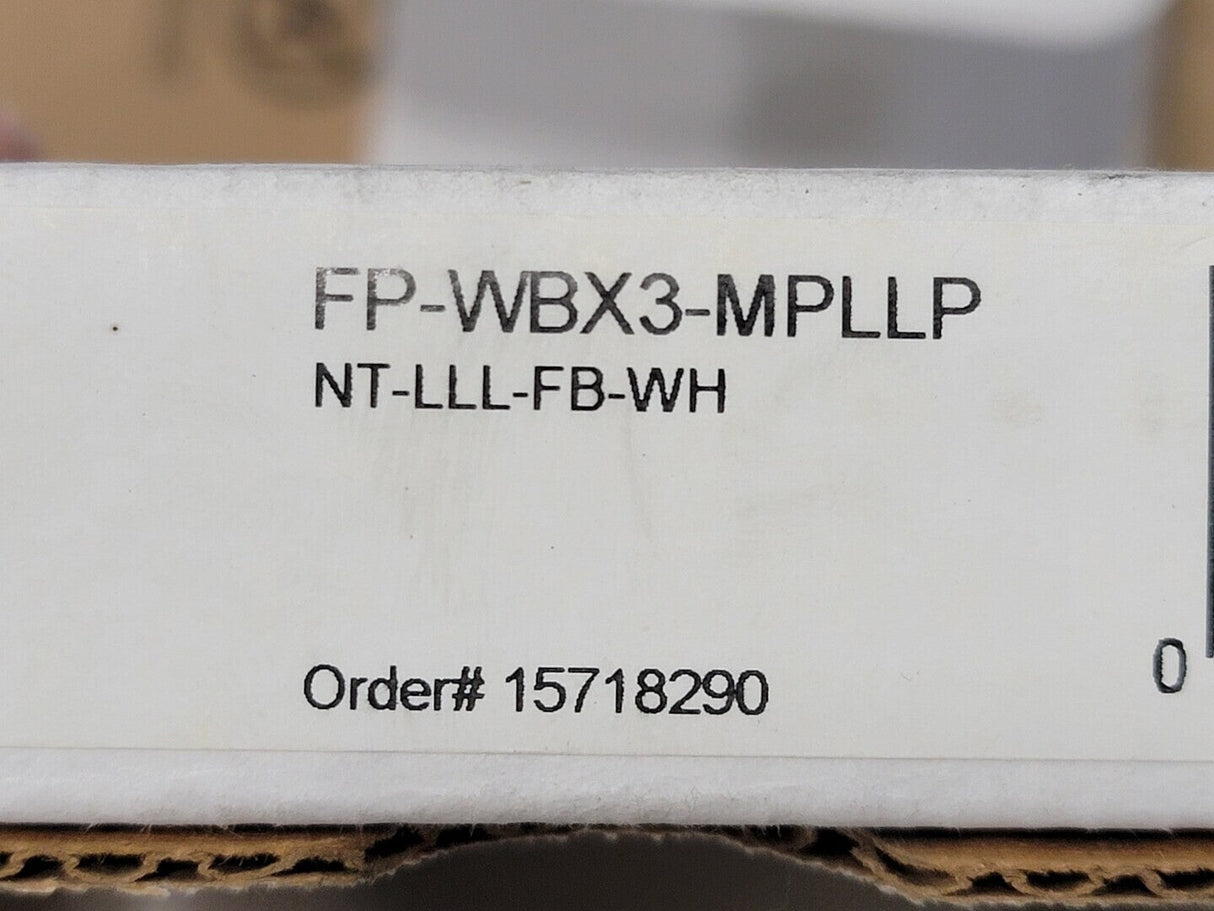 FP-WBX3-MPLLP
NT-LLL-FB-WH
Order# 15718290
0